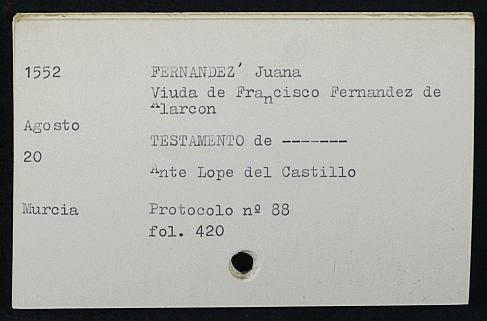 1552 FERNANDEZ' Juana
Viuda de Francisco Fernandez de
Alarcon
Agosto
TESTAMENTO de -------
20
Ante Lope del Castillo
Murcia Protocolo nº 88
fol. 420